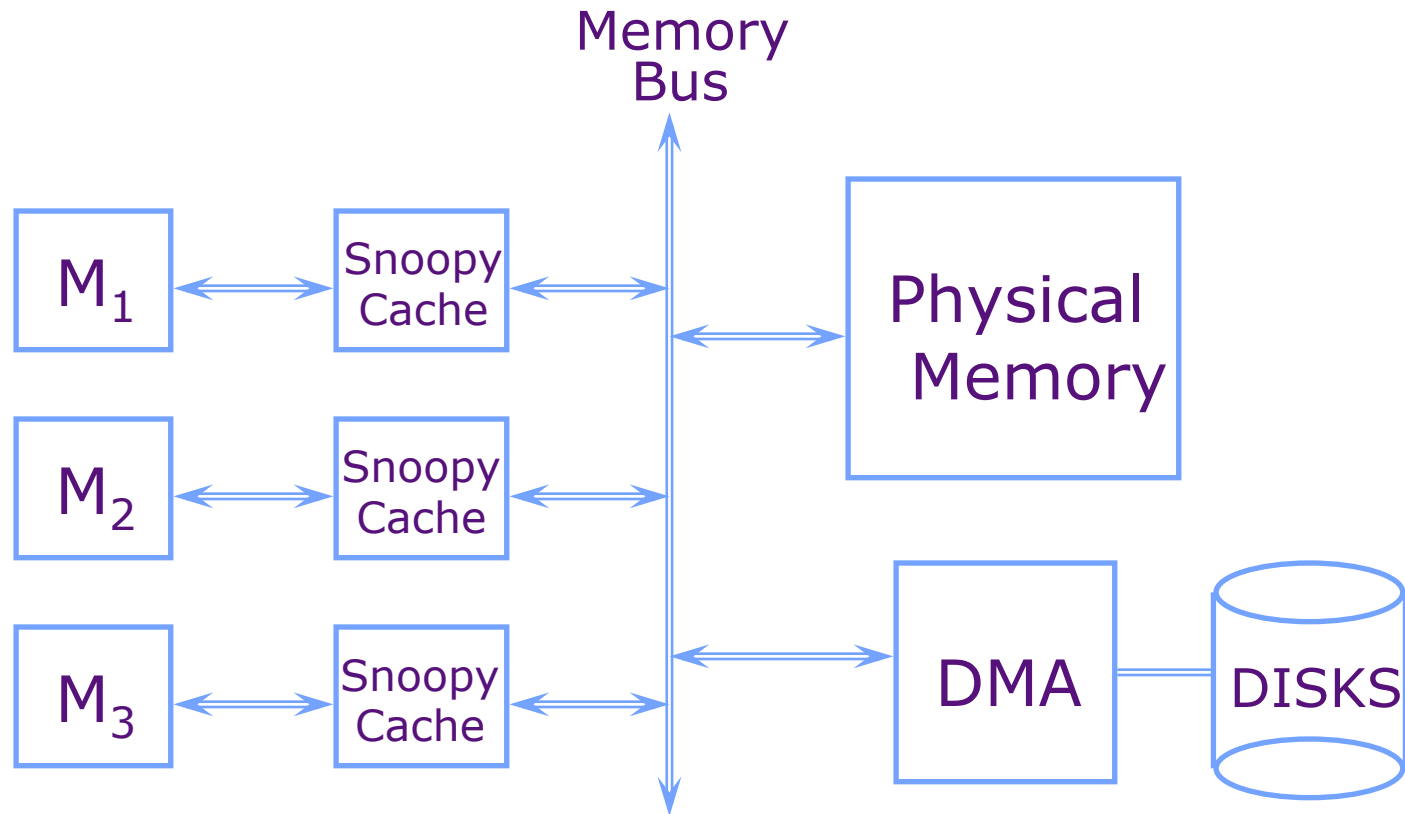 Memory
Bus
M₁
Snoopy
Cache
Physical
Memory
M₂
Snoopy
Cache
M₃
Snoopy
Cache
DMA
DISKS